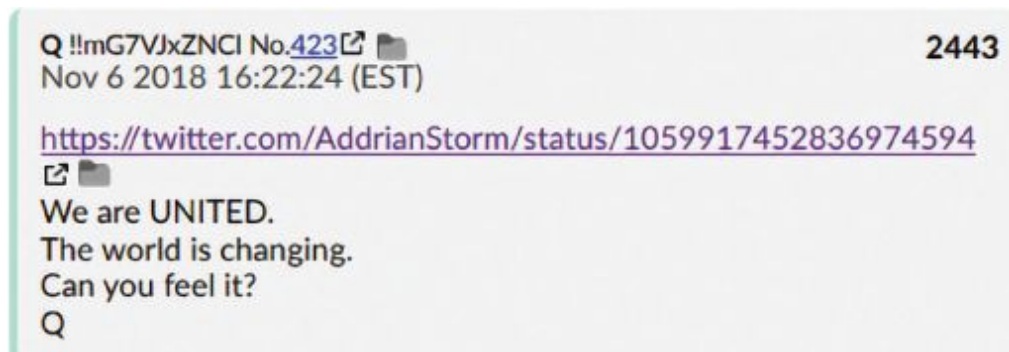 Q !!mG7VJxZNCI No.423
2443
Nov 6 2018 16:22:24 (EST)
https://twitter.com/AddrianStorm/status/1059917452836974594
We are UNITED.
The world is changing.
Can you feel it?
Q